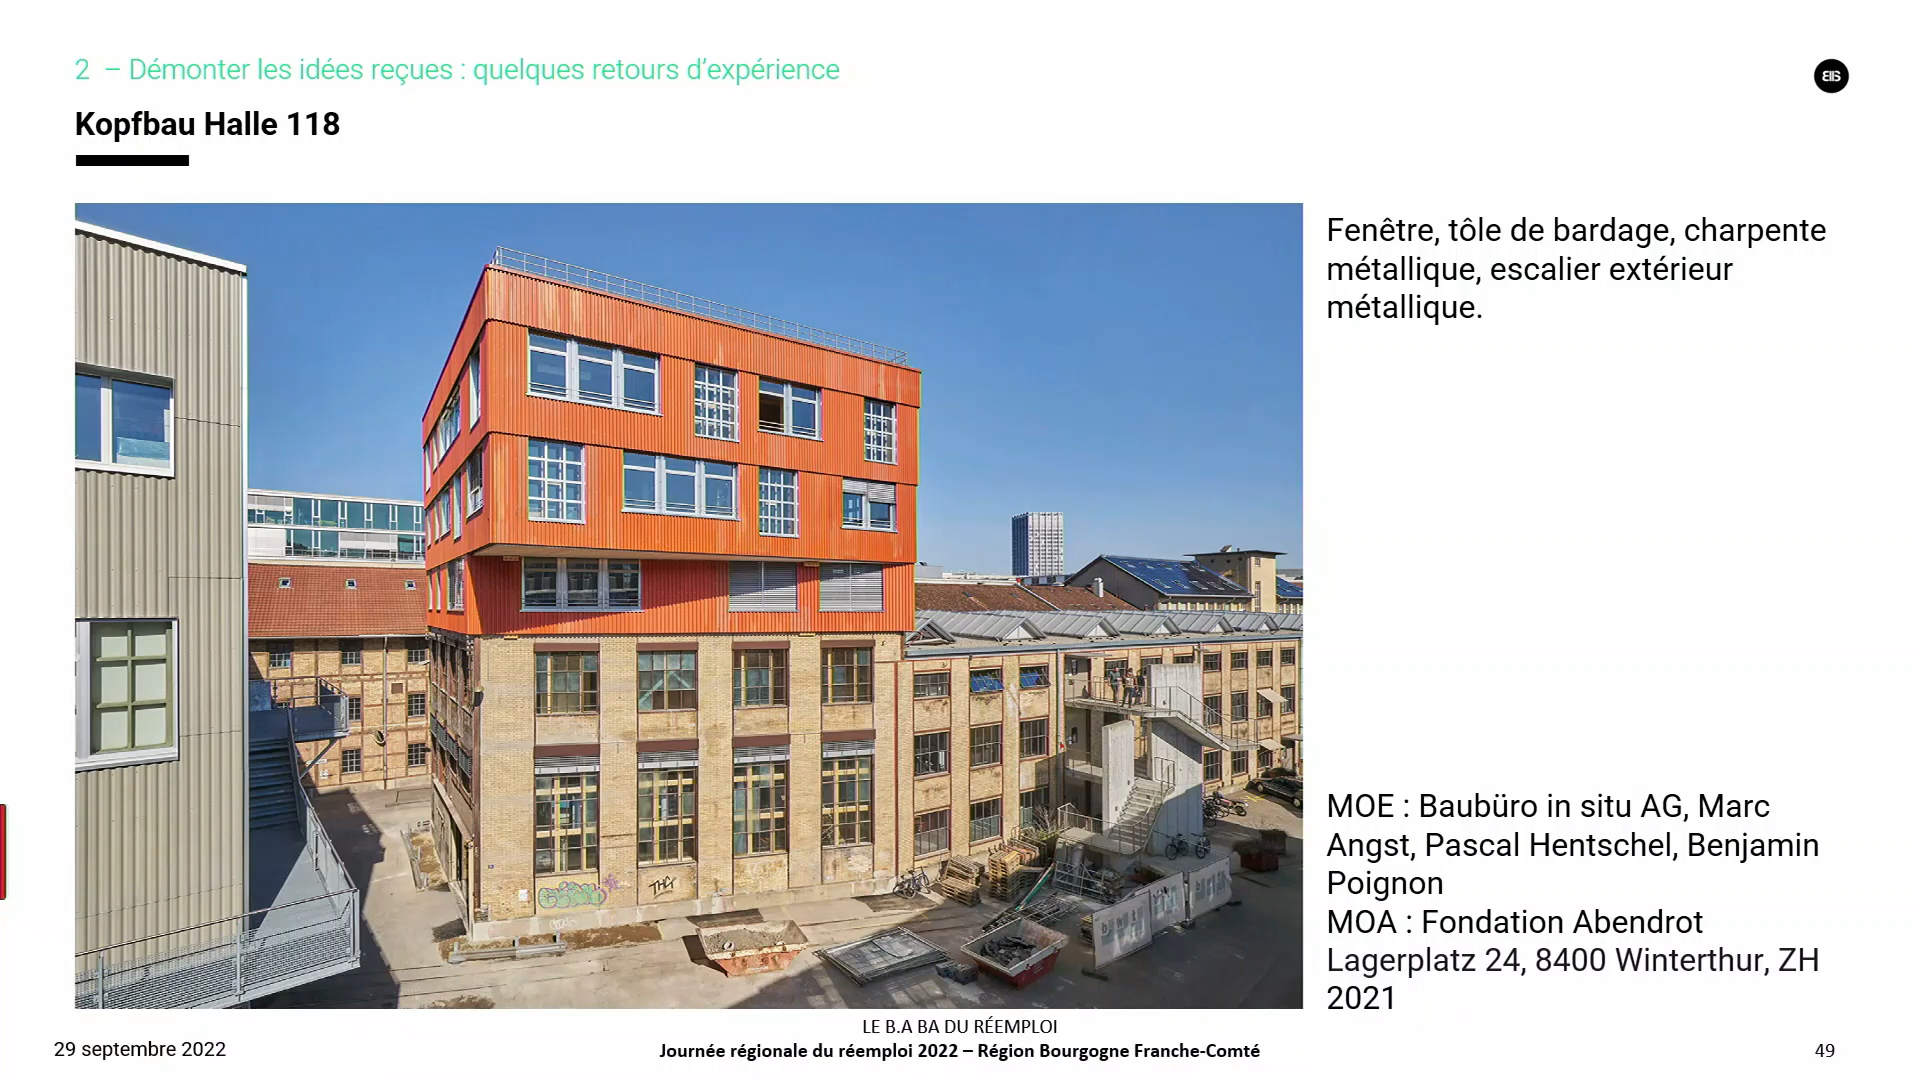 2 – Démonter les idées reçues : quelques retours d’expérience
Kopfbau Halle 118
Fenêtre, tôle de bardage, charpente
métallique, escalier extérieur
métallique.
MOE : Baubüro in situ AG, Marc
Angst, Pascal Hentschel, Benjamin
Poignon
MOA : Fondation Abendrot
Lagerplatz 24, 8400 Winterthur, ZH
2021
LE B.A BA DU RÉEMPLOI
29 septembre 2022
Journée régionale du réemploi 2022 – Région Bourgogne Franche-Comté
49